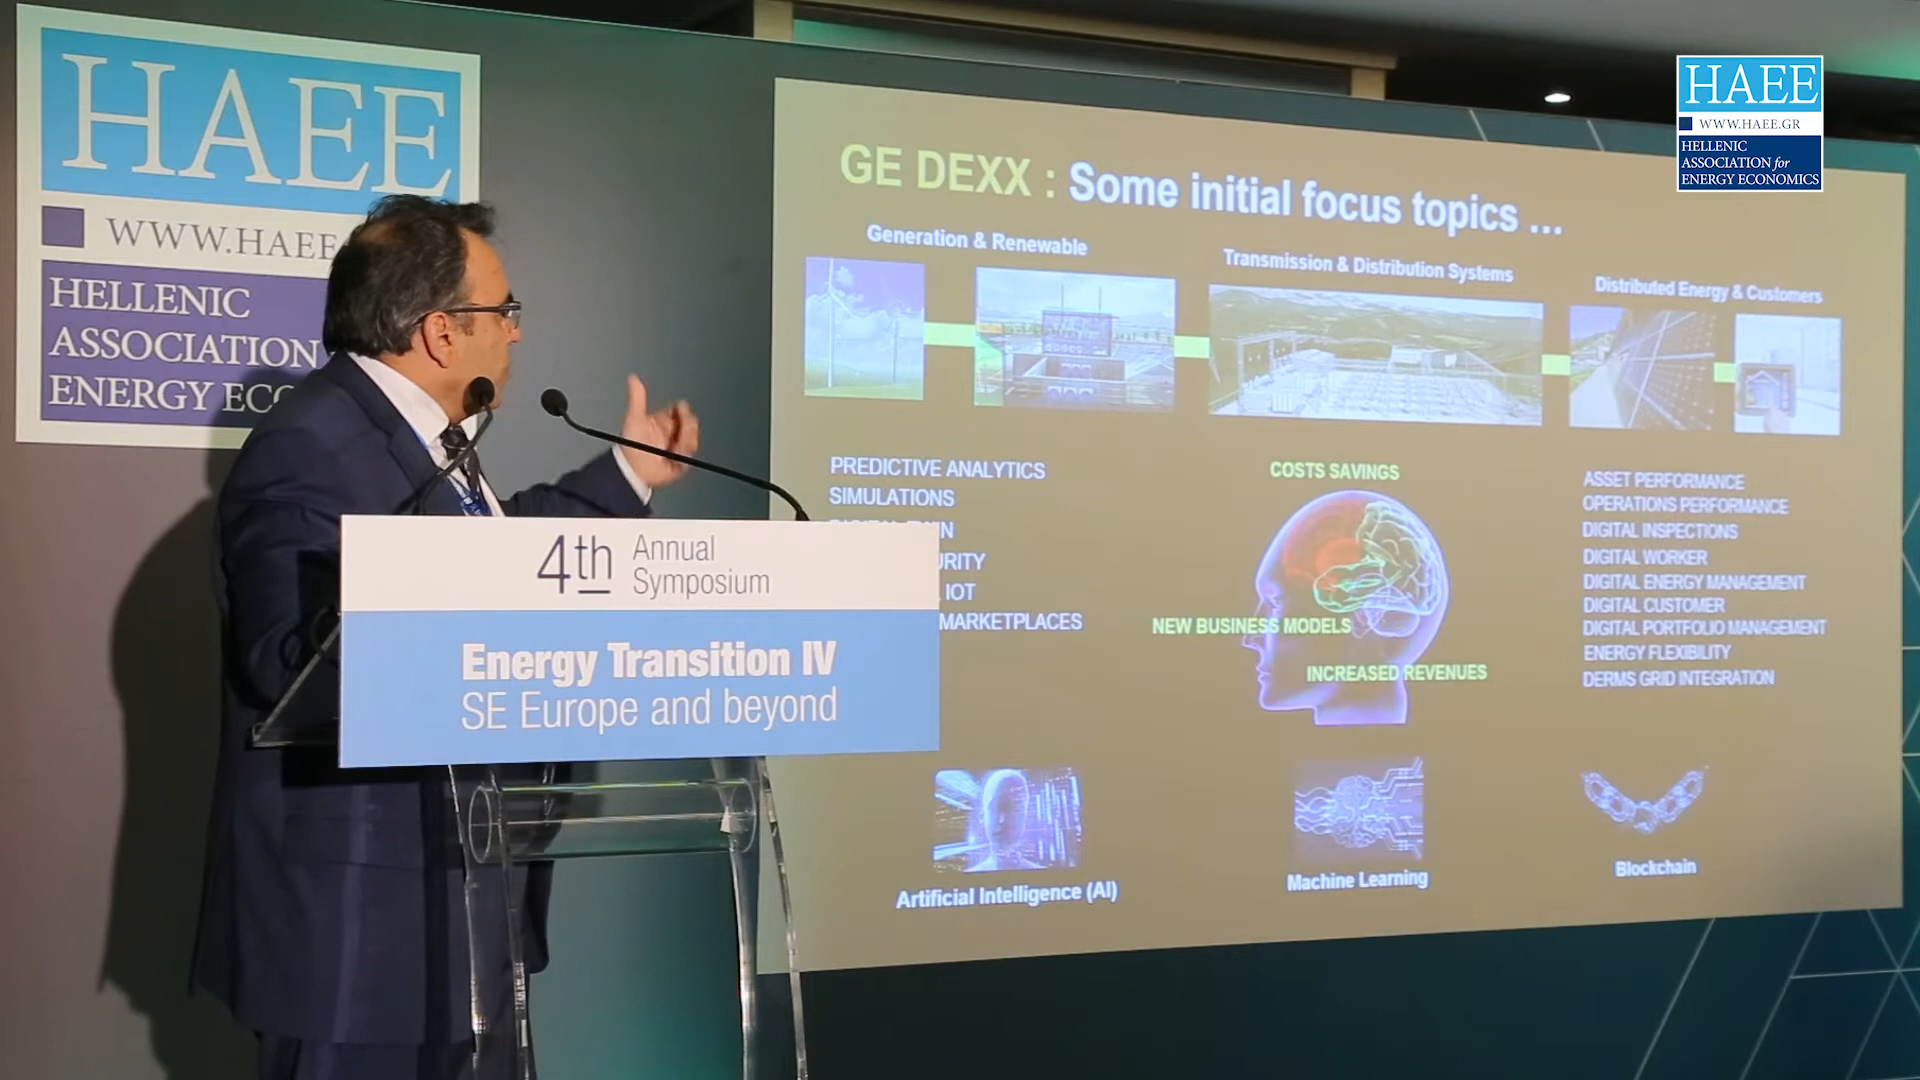 HAEE
WWW.HAEE
HELLENIC
ASSOCIATION
ENERGY
4th Annual
Symposium
Energy Transition IV
SE Europe and beyond
GE DEXX : Some initial focus topics ...
Generation & Renewable
Transmission & Distribution Systems
Distributed Energy & Customers
PREDICTIVE ANALYTICS
SIMULATIONS
IOT
MARKETPLACES
COSTS SAVINGS
NEW BUSINESS MODELS
INCREASED REVENUES
ASSET PERFORMANCE
OPERATIONS PERFORMANCE
DIGITAL INSPECTIONS
DIGITAL WORKER
DIGITAL ENERGY MANAGEMENT
DIGITAL CUSTOMER
DIGITAL PORTFOLIO MANAGEMENT
ENERGY FLEXIBILITY
DERMS GRID INTEGRATION
Artificial Intelligence (AI)
Machine Learning
Blockchain
HAEE
WWW.HAEE.GR
HELLENIC
ASSOCIATION for
ENERGY ECONOMICS